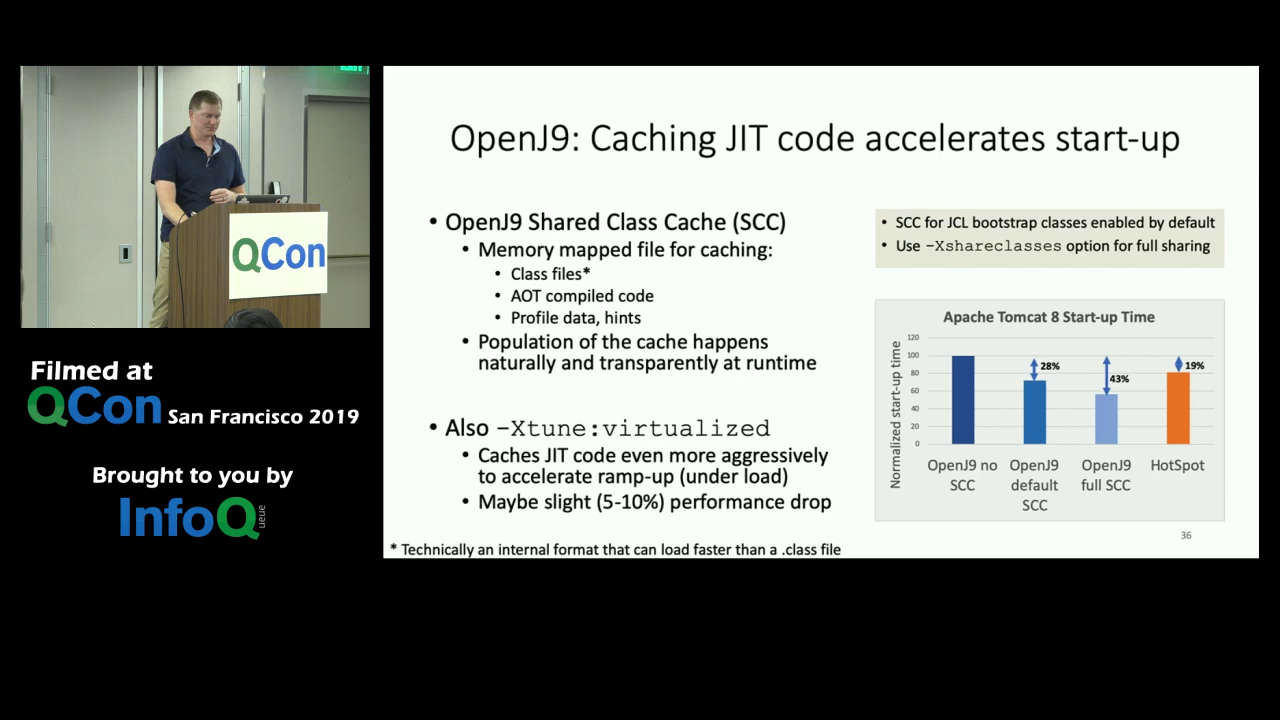 EXIT
QCon
Filmed at
QCon San Francisco 2019
Brought to you by
InfoQueue
OpenJ9: Caching JIT code accelerates start-up
• OpenJ9 Shared Class Cache (SCC)
• Memory mapped file for caching:
• Class files*
• AOT compiled code
• Profile data, hints
• Population of the cache happens
naturally and transparently at runtime
• Also -Xtune:virtualized
• Caches JIT code even more aggressively
to accelerate ramp-up (under load)
• Maybe slight (5-10%) performance drop
* Technically an internal format that can load faster than a .class file
• SCC for JCL bootstrap classes enabled by default
• Use -Xshareclasses option for full sharing
Apache Tomcat 8 Start-up Time
Normalized start-up time
120
100
80
60
40
20
0
28%
43%
19%
OpenJ9 no
SCC
OpenJ9
default
SCC
OpenJ9
full SCC
HotSpot
36